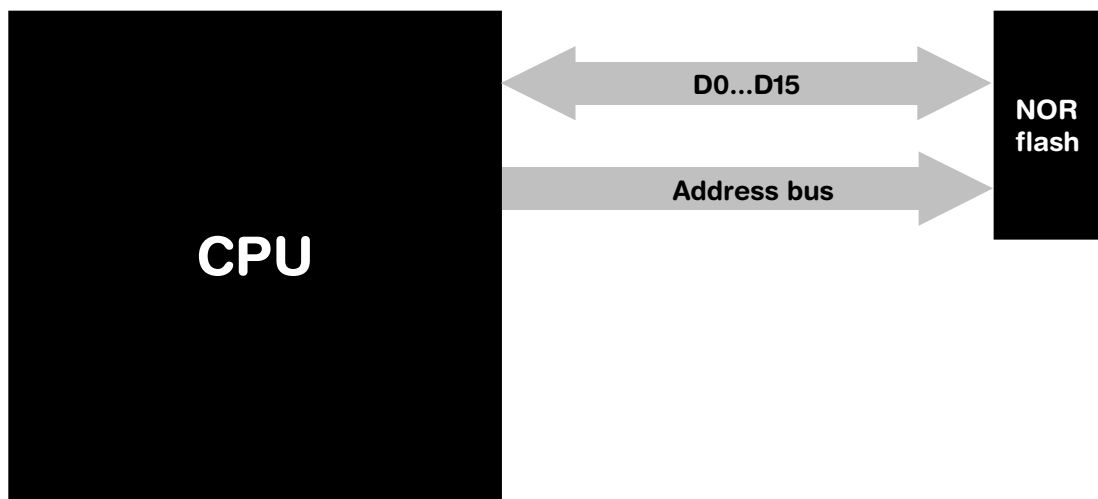 D0...D15
NOR
flash
Address bus
CPU